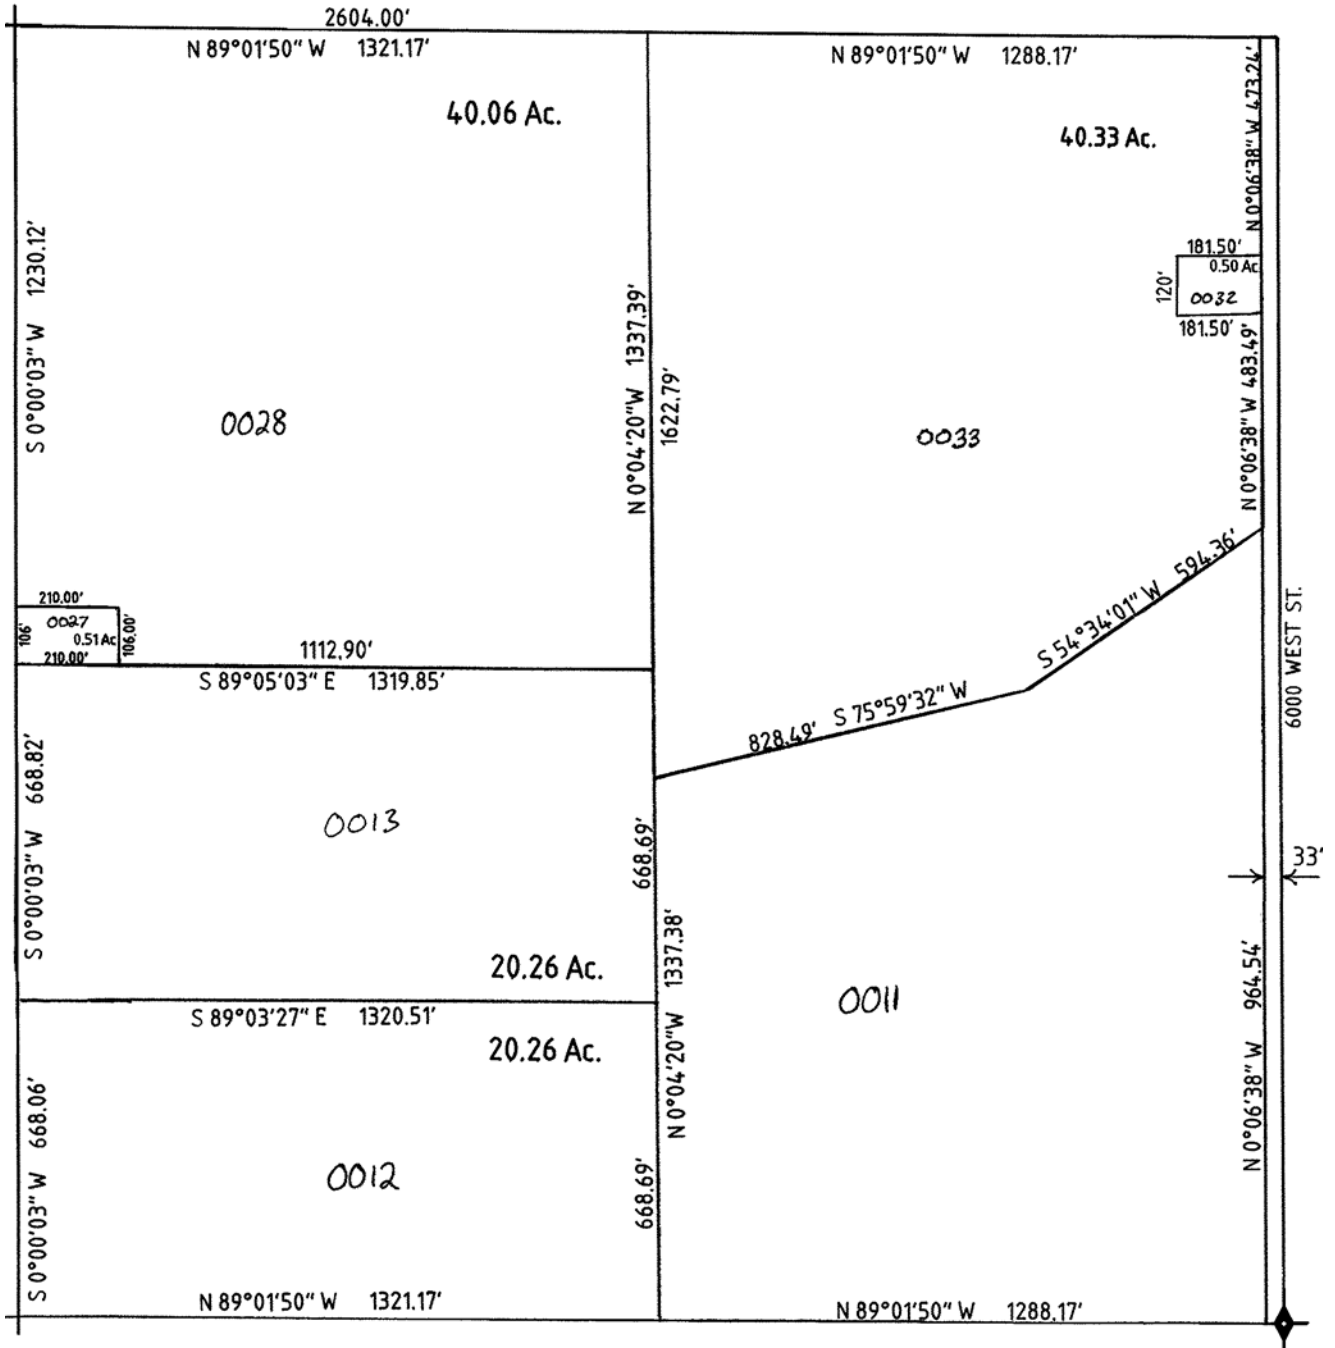 2604.00'
N 89°01'50" W 1321.17'
N 89°01'50" W 1288.17'
40.06 Ac.
40.33 Ac.
N 0°06'38" W 473.24'
S 0°00'03" W 1230.12'
181.50'
0.50 Ac
120'
0032
181.50'
N 0°04'20"W 1337.39'
1622.79'
N 0°06'38" W 483.49'
0028
0033
S 54°34'01" W 594.36'
210.00'
0027
106'
0.51 Ac
106.00'
210.00'
1112.90'
S 89°05'03" E 1319.85'
6000 WEST ST.
828.49' S 75°59'32" W
S 0°00'03" W 668.82'
0013
668.69'
33'
20.26 Ac.
N 0°04'20"W 1337.38'
0011
N 0°06'38" W 964.54'
S 89°03'27" E 1320.51'
20.26 Ac.
S 0°00'03" W 668.06'
0012
668.69'
N 89°01'50" W 1321.17'
N 89°01'50" W 1288.17'